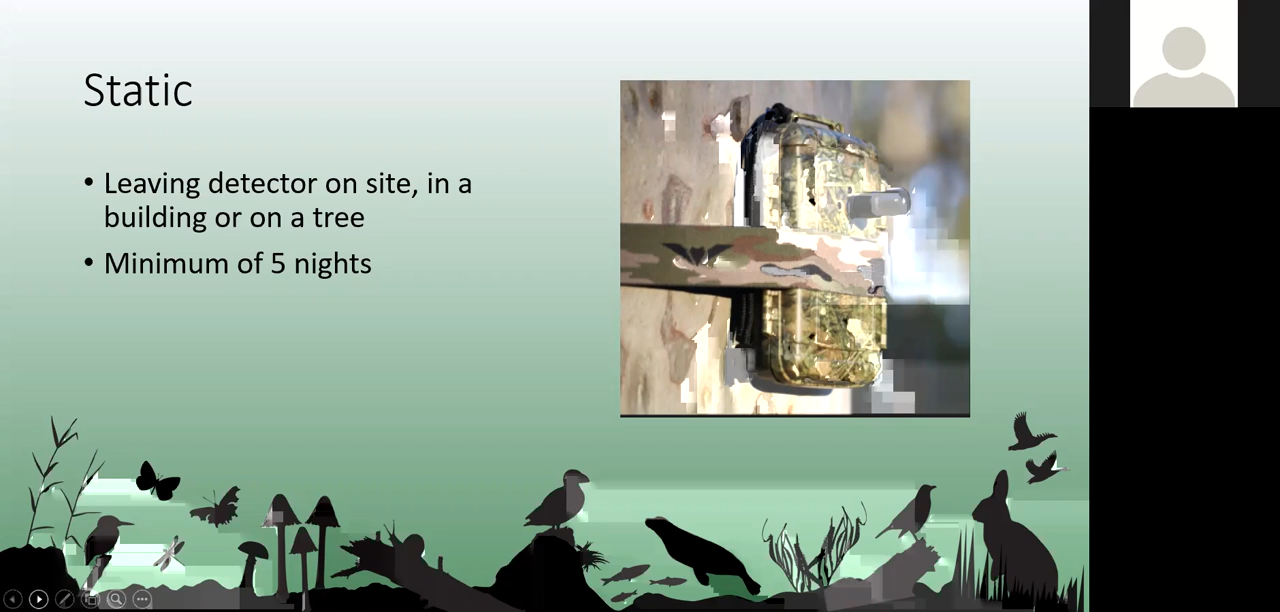 Static
• Leaving detector on site, in a
building or on a tree
• Minimum of 5 nights